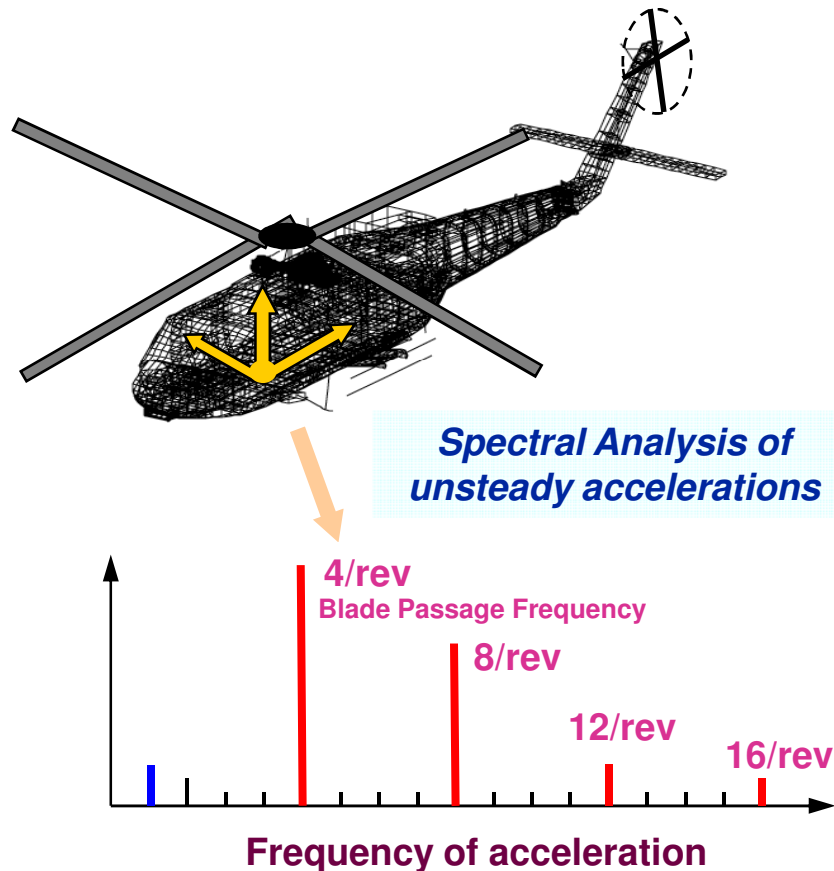 Spectral Analysis of
unsteady accelerations
4/rev
Blade Passage Frequency
8/rev
12/rev
16/rev
Frequency of acceleration